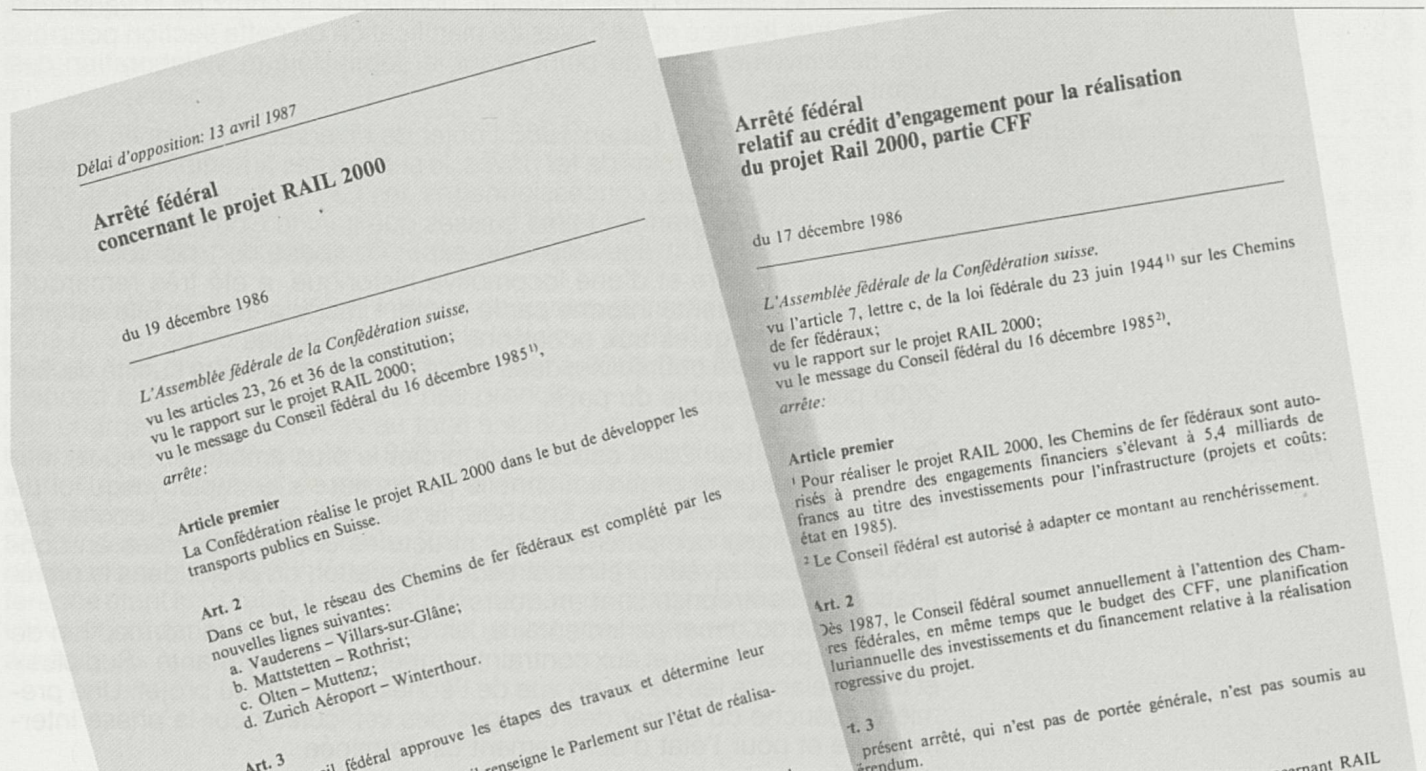 Délai d'opposition: 13 avril 1987
Arrêté fédéral
concernant le projet RAIL 2000
du 19 décembre 1986
L'Assemblée fédérale de la Confédération suisse,
vu les articles 23, 26 et 36 de la constitution;
vu le rapport sur le projet RAIL 2000;
vu le message du Conseil fédéral du 16 décembre 1985¹⁾,
arrête:
Article premier
La Confédération réalise le projet RAIL 2000 dans le but de développer les
transports publics en Suisse.
Art. 2
Dans ce but, le réseau des Chemins de fer fédéraux est complété par les
nouvelles lignes suivantes:
a. Vauderens – Villars-sur-Glâne;
b. Mattstetten – Rothrist;
c. Olten – Muttenz;
d. Zurich Aéroport – Winterthour.
Art. 3
fédéral approuve les étapes des travaux et détermine leur
renseigne le Parlement sur l'état de réalisa-
Arrêté fédéral
relatif au crédit d'engagement pour la réalisation
du projet Rail 2000, partie CFF
du 17 décembre 1986
L'Assemblée fédérale de la Confédération suisse,
vu l'article 7, lettre c, de la loi fédérale du 23 juin 1944¹⁾ sur les Chemins
de fer fédéraux;
vu le rapport sur le projet RAIL 2000;
vu le message du Conseil fédéral du 16 décembre 1985²⁾,
arrête:
Article premier
¹ Pour réaliser le projet RAIL 2000, les Chemins de fer fédéraux sont auto-
risés à prendre des engagements financiers s'élevant à 5,4 milliards de
francs au titre des investissements pour l'infrastructure (projets et coûts:
état en 1985).
² Le Conseil fédéral est autorisé à adapter ce montant au renchérissement.
Art. 2
Dès 1987, le Conseil fédéral soumet annuellement à l'attention des Cham-
res fédérales, en même temps que le budget des CFF, une planification
luriannuelle des investissements et du financement relative à la réalisation
rogressive du projet.
t. 3
présent arrêté, qui n'est pas de portée générale, n'est pas soumis au
érendum.
RAIL